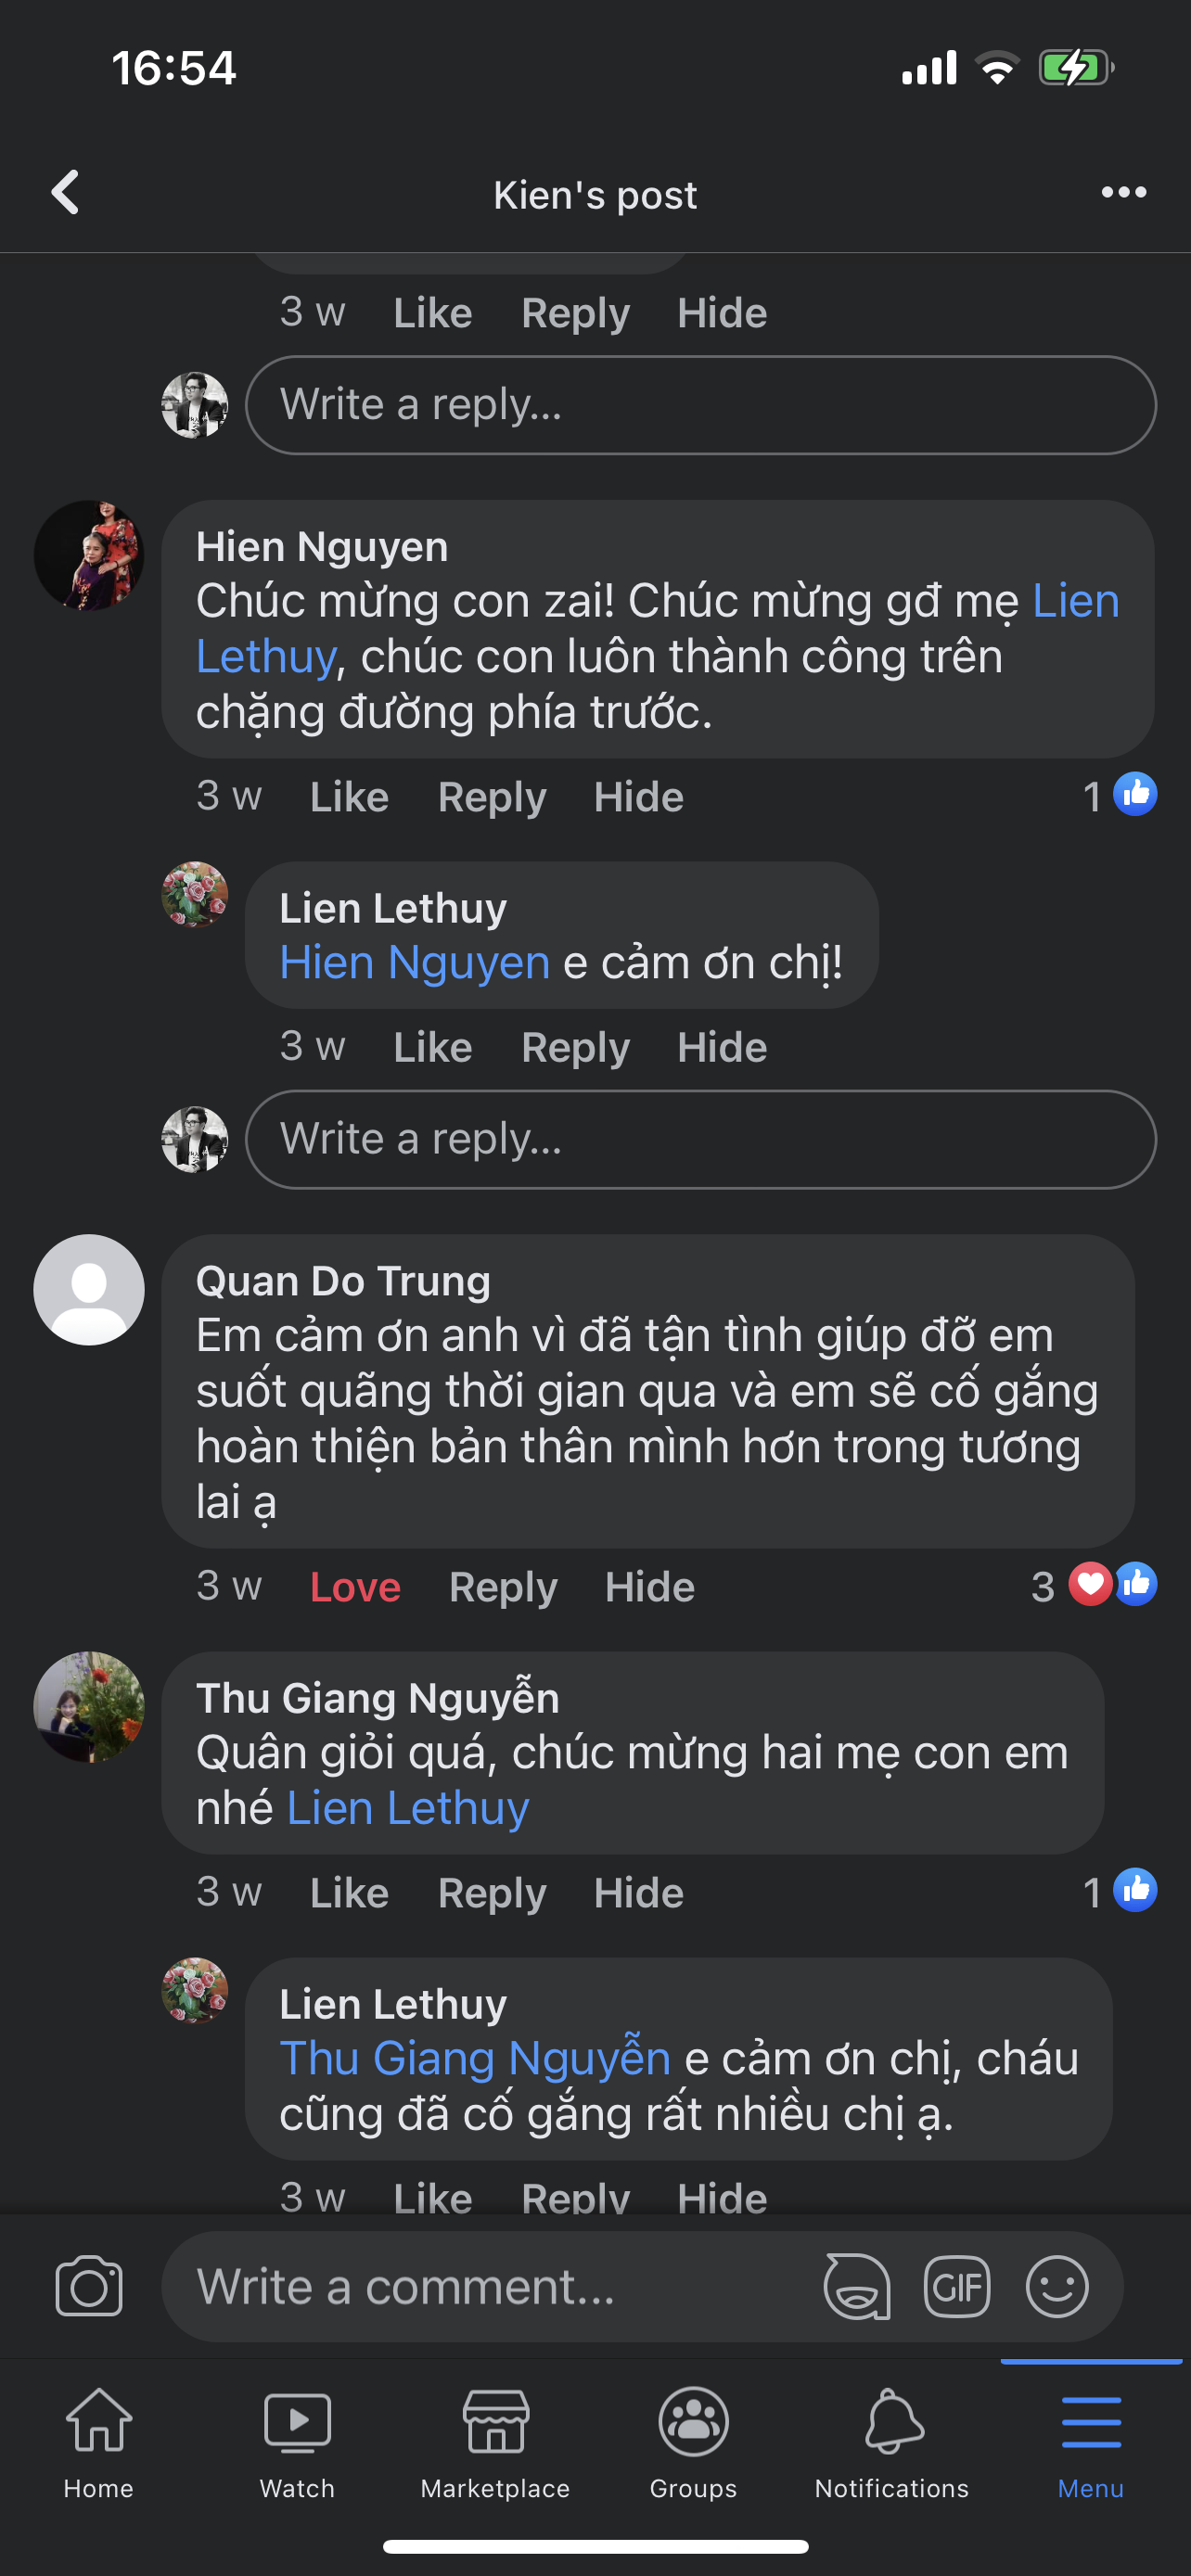 16:54
Kien's post
3 w Like Reply Hide
Write a reply...
Hien Nguyen
Chúc mừng con zai! Chúc mừng gđ mẹ Lien
Lethuy, chúc con luôn thành công trên
chặng đường phía trước.
3 w Like Reply Hide 1
Lien Lethuy
Hien Nguyen e cảm ơn chị!
3 w Like Reply Hide
Write a reply...
Quan Do Trung
Em cảm ơn anh vì đã tận tình giúp đỡ em
suốt quãng thời gian qua và em sẽ cố gắng
hoàn thiện bản thân mình hơn trong tương
lai ạ
3 w Love Reply Hide 3
Thu Giang Nguyễn
Quân giỏi quá, chúc mừng hai mẹ con em
nhé Lien Lethuy
3 w Like Reply Hide 1
Lien Lethuy
Thu Giang Nguyễn e cảm ơn chị, cháu
cũng đã cố gắng rất nhiều chị ạ.
3 w Like Reply Hide
Write a comment...
GIF
Home Watch Marketplace Groups Notifications Menu